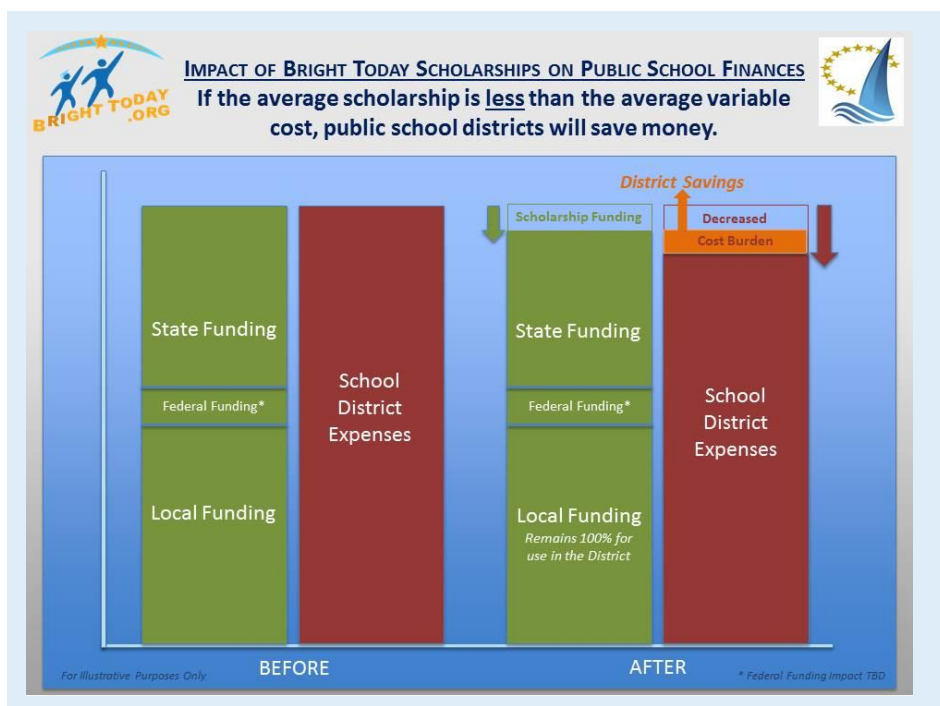 BRIGHT TODAY
.ORG
IMPACT OF BRIGHT TODAY SCHOLARSHIPS ON PUBLIC SCHOOL FINANCES
If the average scholarship is less than the average variable
cost, public school districts will save money.
District Savings
Scholarship Funding
Decreased
Cost Burden
State Funding
Federal Funding*
Local Funding
School
District
Expenses
State Funding
Federal Funding*
Local Funding
Remains 100% for
use in the District
School
District
Expenses
BEFORE
AFTER
For Illustrative Purposes Only
* Federal Funding Impact TBD